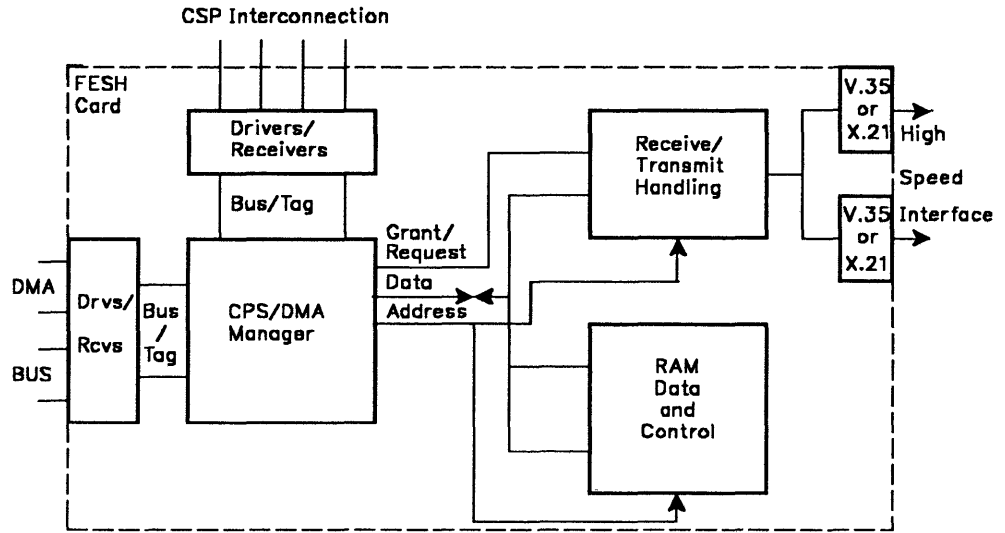 CSP Interconnection
FESH
Card
Drivers/
Receivers
Bus/Tag
DMA
BUS
Drvs/
Rcvs
Bus
/
Tag
CPS/DMA
Manager
Grant/
Request
Data
Address
Receive/
Transmit
Handling
RAM
Data
and
Control
V.35
or
X.21
V.35
or
X.21
High
Speed
Interface